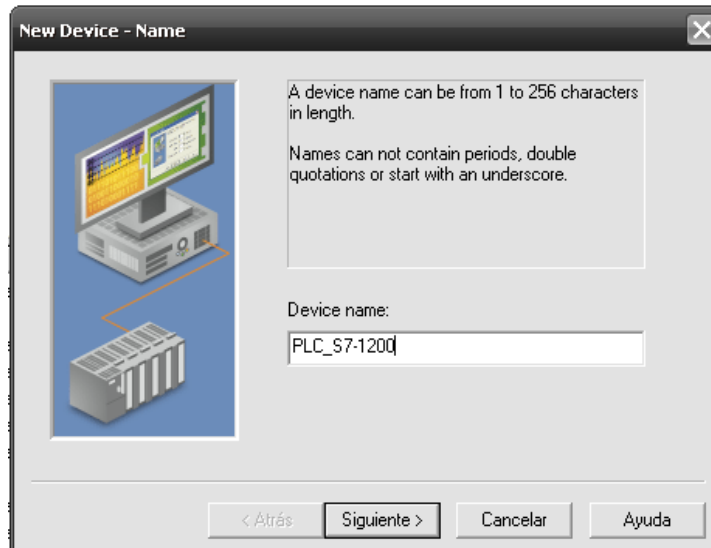 New Device - Name
A device name can be from 1 to 256 characters
in length.
Names can not contain periods, double
quotations or start with an underscore.
Device name:
PLC_S7-1200
< Atrás
Siguiente >
Cancelar
Ayuda